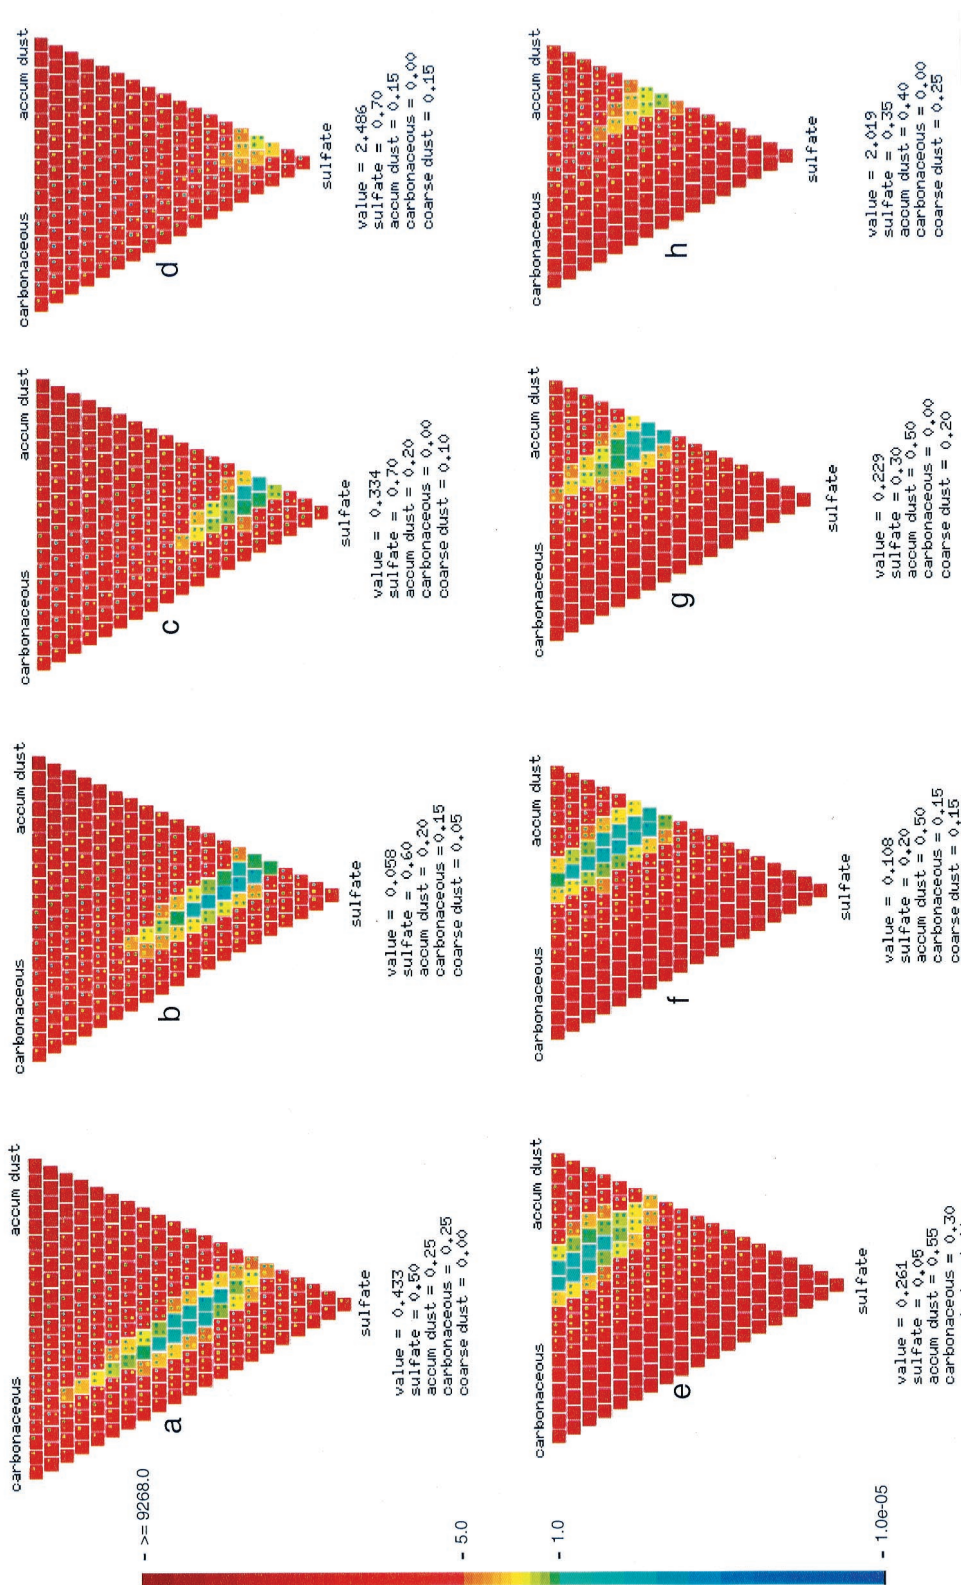 carbonaceous
accum dust
a
sulfate
value = 0.433
sulfate = 0.50
accum dust = 0.25
carbonaceous = 0.25
coarse dust = 0.00
carbonaceous
accum dust
b
sulfate
value = 0.058
sulfate = 0.60
accum dust = 0.20
carbonaceous = 0.15
coarse dust = 0.05
carbonaceous
accum dust
c
sulfate
value = 0.334
sulfate = 0.70
accum dust = 0.20
carbonaceous = 0.00
coarse dust = 0.10
carbonaceous
accum dust
d
sulfate
value = 2.486
sulfate = 0.70
accum dust = 0.15
carbonaceous = 0.00
coarse dust = 0.15
- >= 9268.0
- 5.0
- 1.0
- 1.0e-05
carbonaceous
accum dust
e
sulfate
value = 0.261
sulfate = 0.05
accum dust = 0.55
carbonaceous = 0.30
carbonaceous
accum dust
f
sulfate
value = 0.108
sulfate = 0.20
accum dust = 0.50
carbonaceous = 0.15
coarse dust = 0.15
carbonaceous
accum dust
g
sulfate
value = 0.229
sulfate = 0.30
accum dust = 0.50
carbonaceous = 0.00
coarse dust = 0.20
carbonaceous
accum dust
h
sulfate
value = 2.019
sulfate = 0.35
accum dust = 0.40
carbonaceous = 0.00
coarse dust = 0.25